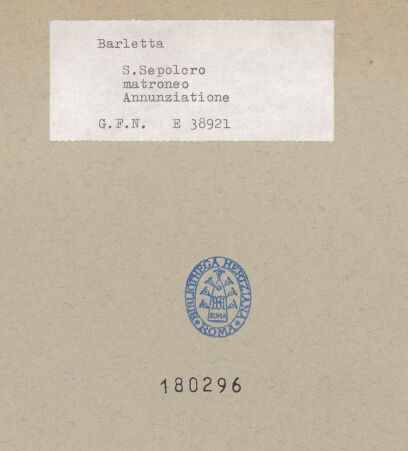 Barletta
S.Sepolcro
matroneo
Annunziatione
G.F.N. E 38921
BIBLIOTHECA HERTZIANA
ROMA
ROMA
180296